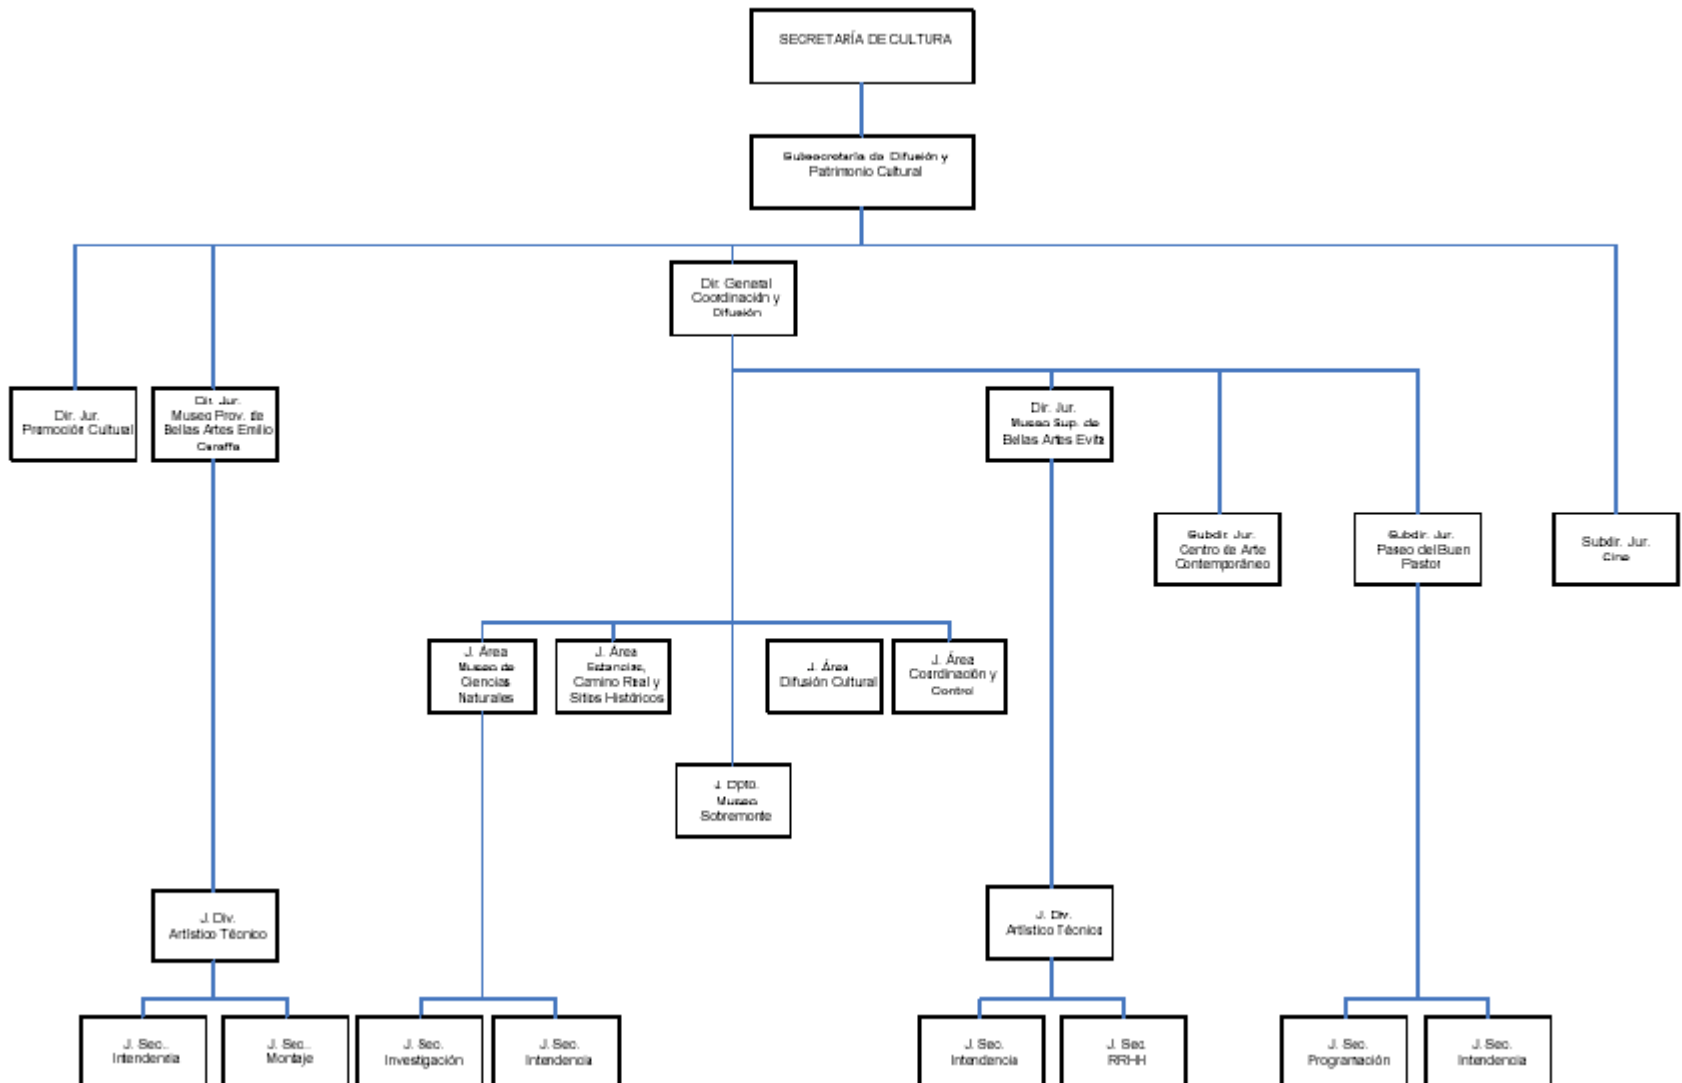 SECRETARÍA DE CULTURA
Subsecretaría de Difusión y
Patrimonio Cultural
Dir. General
Coordinación y
Difusión
Dir. Jur.
Promoción Cultural
Dir. Jur.
Museo Prov. de
Bellas Artes Emilio
Caraffa
Dir. Jur.
Museo Sup. de
Bellas Artes Evita
Subdir. Jur.
Centro de Arte
Contemporáneo
Subdir. Jur.
Paseo del Buen
Pastor
Subdir. Jur.
Cine
J. Área
Museo de
Ciencias
Naturales
J. Área
Estancias,
Camino Real y
Sitios Históricos
J. Área
Difusión Cultural
J. Área
Coordinación y
Control
J. Dpto.
Museo
Sobremonte
J. Div.
Artístico Técnico
J. Div.
Artístico Técnico
J. Sec..
Intendencia
J. Sec..
Montaje
J. Sec.
Investigación
J. Sec.
Intendencia
J. Sec.
Intendencia
J. Sec.
RRHH
J. Sec.
Programación
J. Sec.
Intendencia